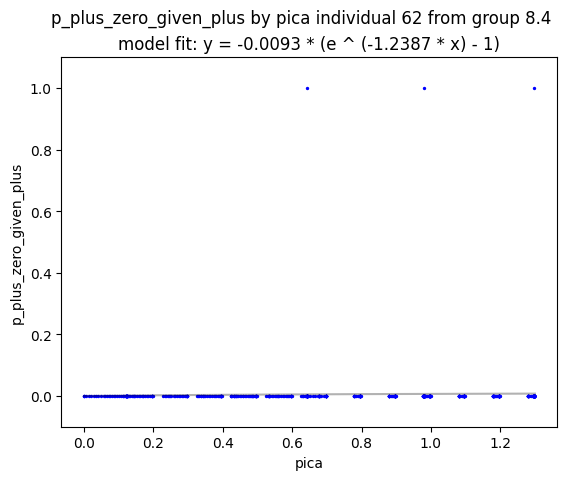 p_plus_zero_given_plus by pica individual 62 from group 8.4
model fit: y = -0.0093 * (e ^ (-1.2387 * x) - 1)
1.0
0.8
0.6
0.4
0.2
0.0
p_plus_zero_given_plus
0.0 0.2 0.4 0.6 0.8 1.0 1.2
pica